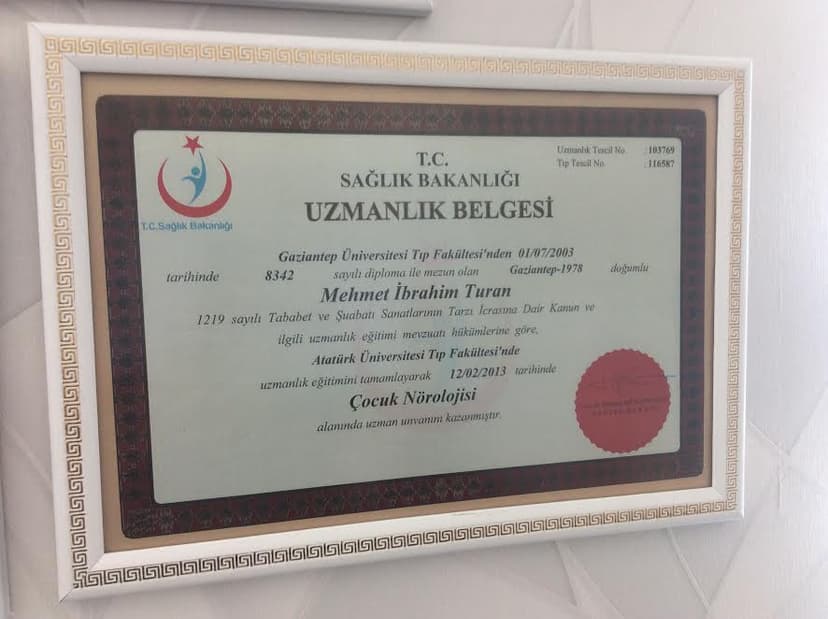 T.C. Sağlık Bakanlığı
Uzmanlık Tescil No. :103769
Tıp Tescil No. :116587
T.C.
SAĞLIK BAKANLIĞI
UZMANLIK BELGESİ
Gaziantep Üniversitesi Tıp Fakültesi'nden 01/07/2003
tarihinde 8342 sayılı diploma ile mezun olan Gaziantep-1978 doğumlu
Mehmet İbrahim Turan
1219 sayılı Tababet ve Şuabatı Sanatlarının Tarzı İcrasına Dair Kanun ve
ilgili uzmanlık eğitimi mevzuatı hükümlerine göre,
Atatürk Üniversitesi Tıp Fakültesi'nde
uzmanlık eğitimini tamamlayarak 12/02/2013 tarihinde
Çocuk Nörolojisi
alanında uzman unvanını kazanmıştır.